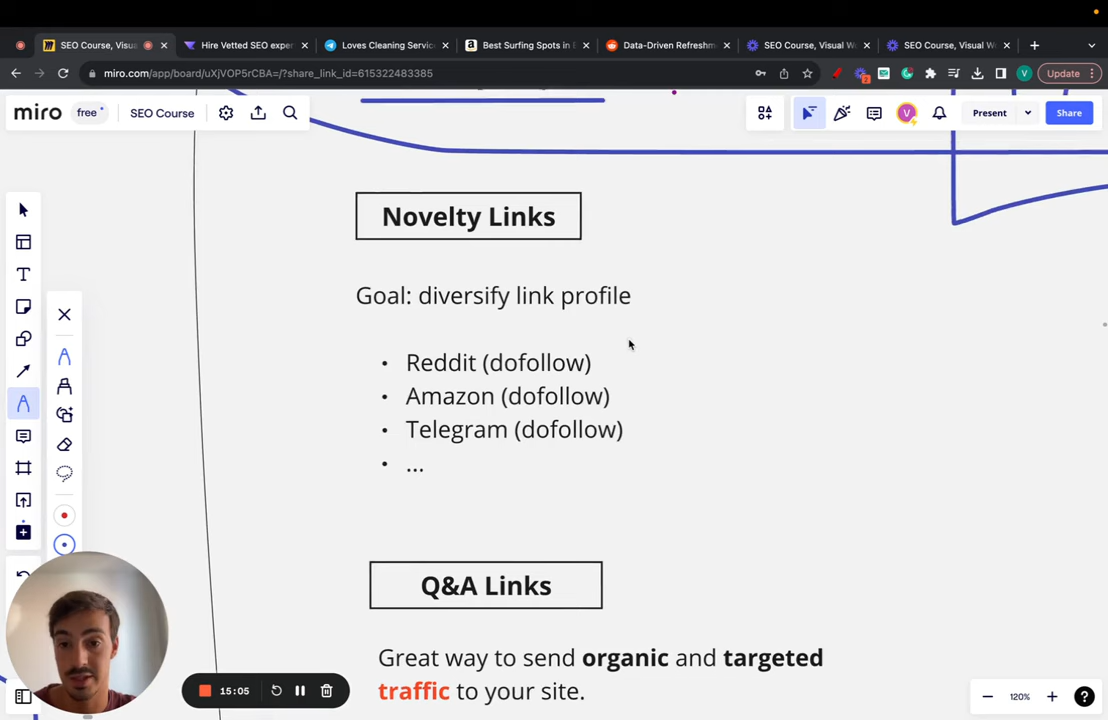 SEO Course, Visua
Hire Vetted SEO exper
Loves Cleaning Service
Best Surfing Spots in E
Data-Driven Refreshm
SEO Course, Visual W
SEO Course, Visual W
miro.com/app/board/uXjVOP5rCBA=/?share_link_id=615322483385
2
V
Update
miro
free
SEO Course
V
Present
Share
Novelty Links
Goal: diversify link profile
• Reddit (dofollow)
• Amazon (dofollow)
• Telegram (dofollow)
• ...
Q&A Links
Great way to send organic and targeted
traffic to your site.
15:05
120%